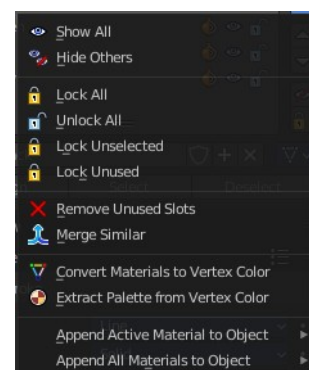 Show All
Hide Others
Lock All
Unlock All
Lock Unselected
Lock Unused
Remove Unused Slots
Merge Similar
Convert Materials to Vertex Color
Extract Palette from Vertex Color
Append Active Material to Object
Append All Materials to Object